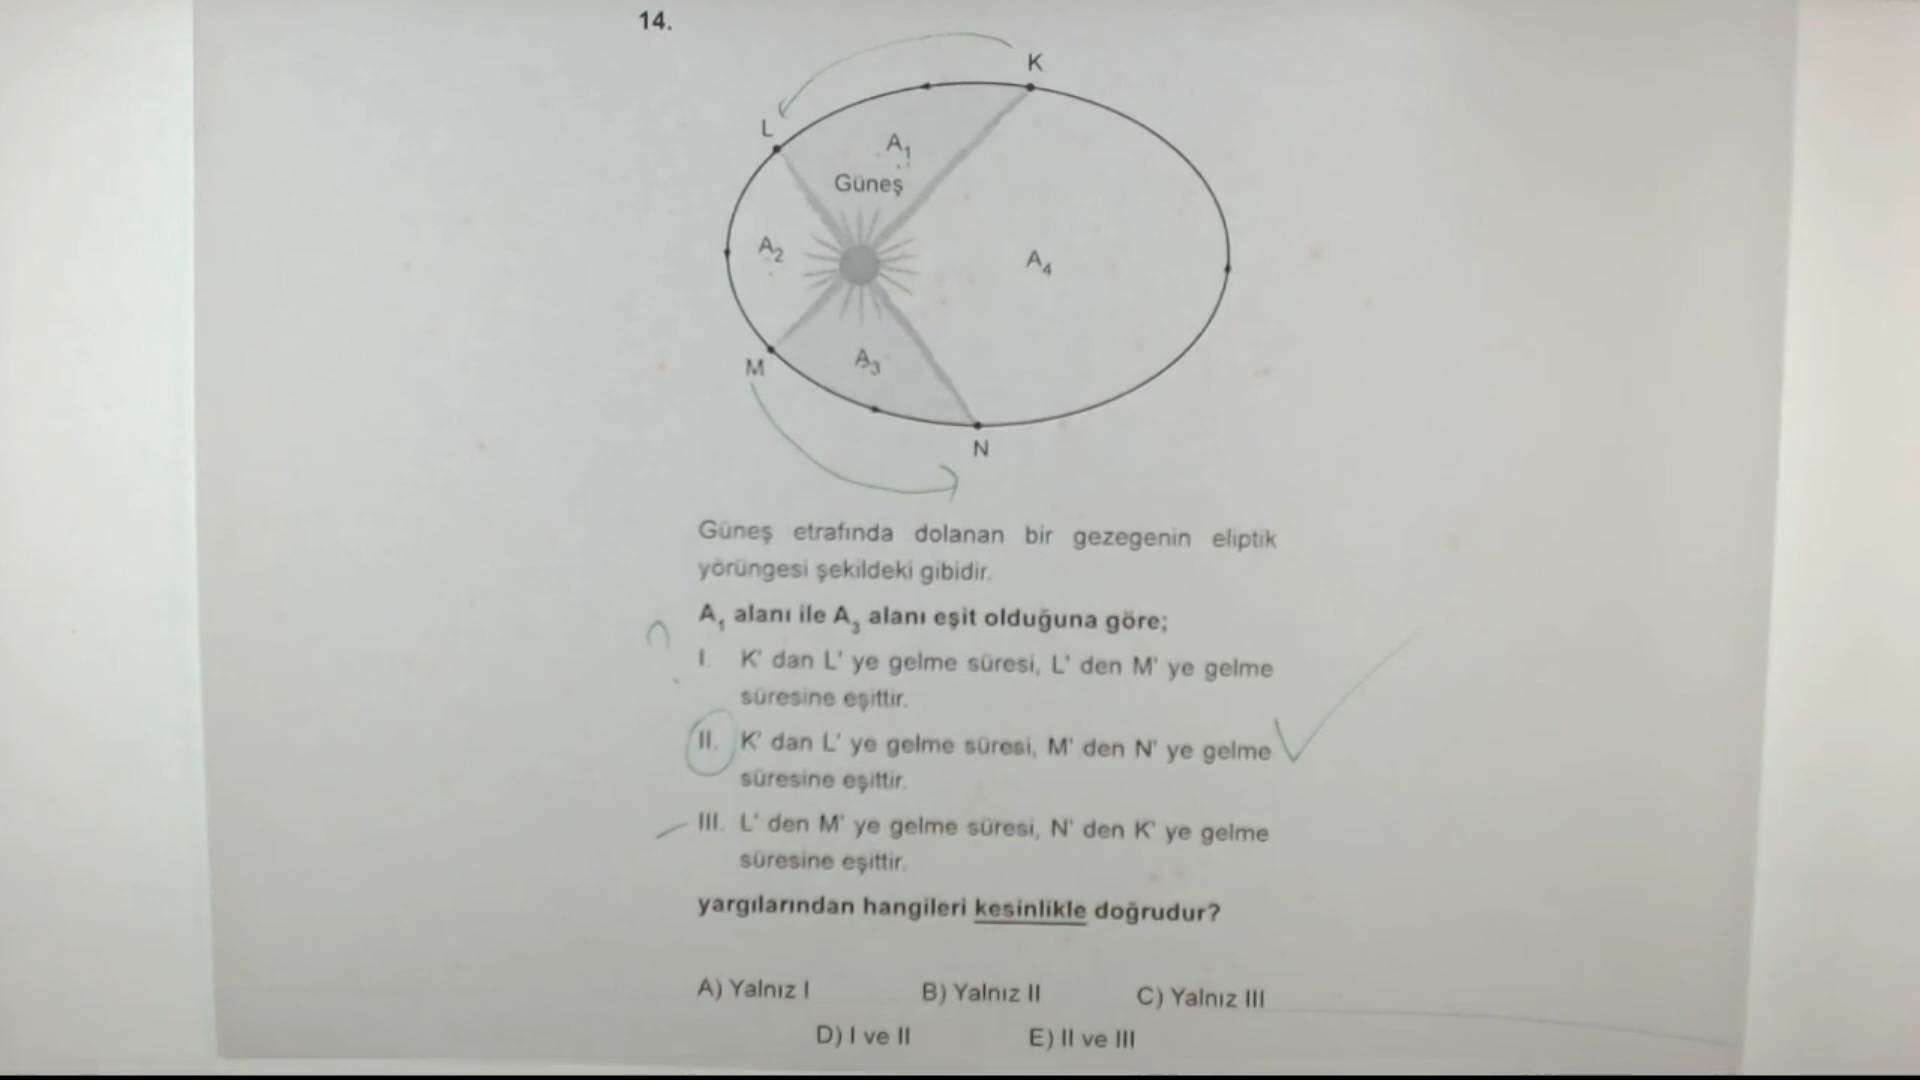 14.
K
L
A₁
Güneş
A₂
A₄
A₃
M
N
Güneş etrafında dolanan bir gezegenin eliptik
yörüngesi şekildeki gibidir.
A₁ alanı ile A₃ alanı eşit olduğuna göre;
I. K' dan L' ye gelme süresi, L' den M' ye gelme
süresine eşittir.
II. K' dan L' ye gelme süresi, M' den N' ye gelme
süresine eşittir.
III. L' den M' ye gelme süresi, N' den K' ye gelme
süresine eşittir.
yargılarından hangileri kesinlikle doğrudur?
A) Yalnız I B) Yalnız II C) Yalnız III
D) I ve II E) II ve III